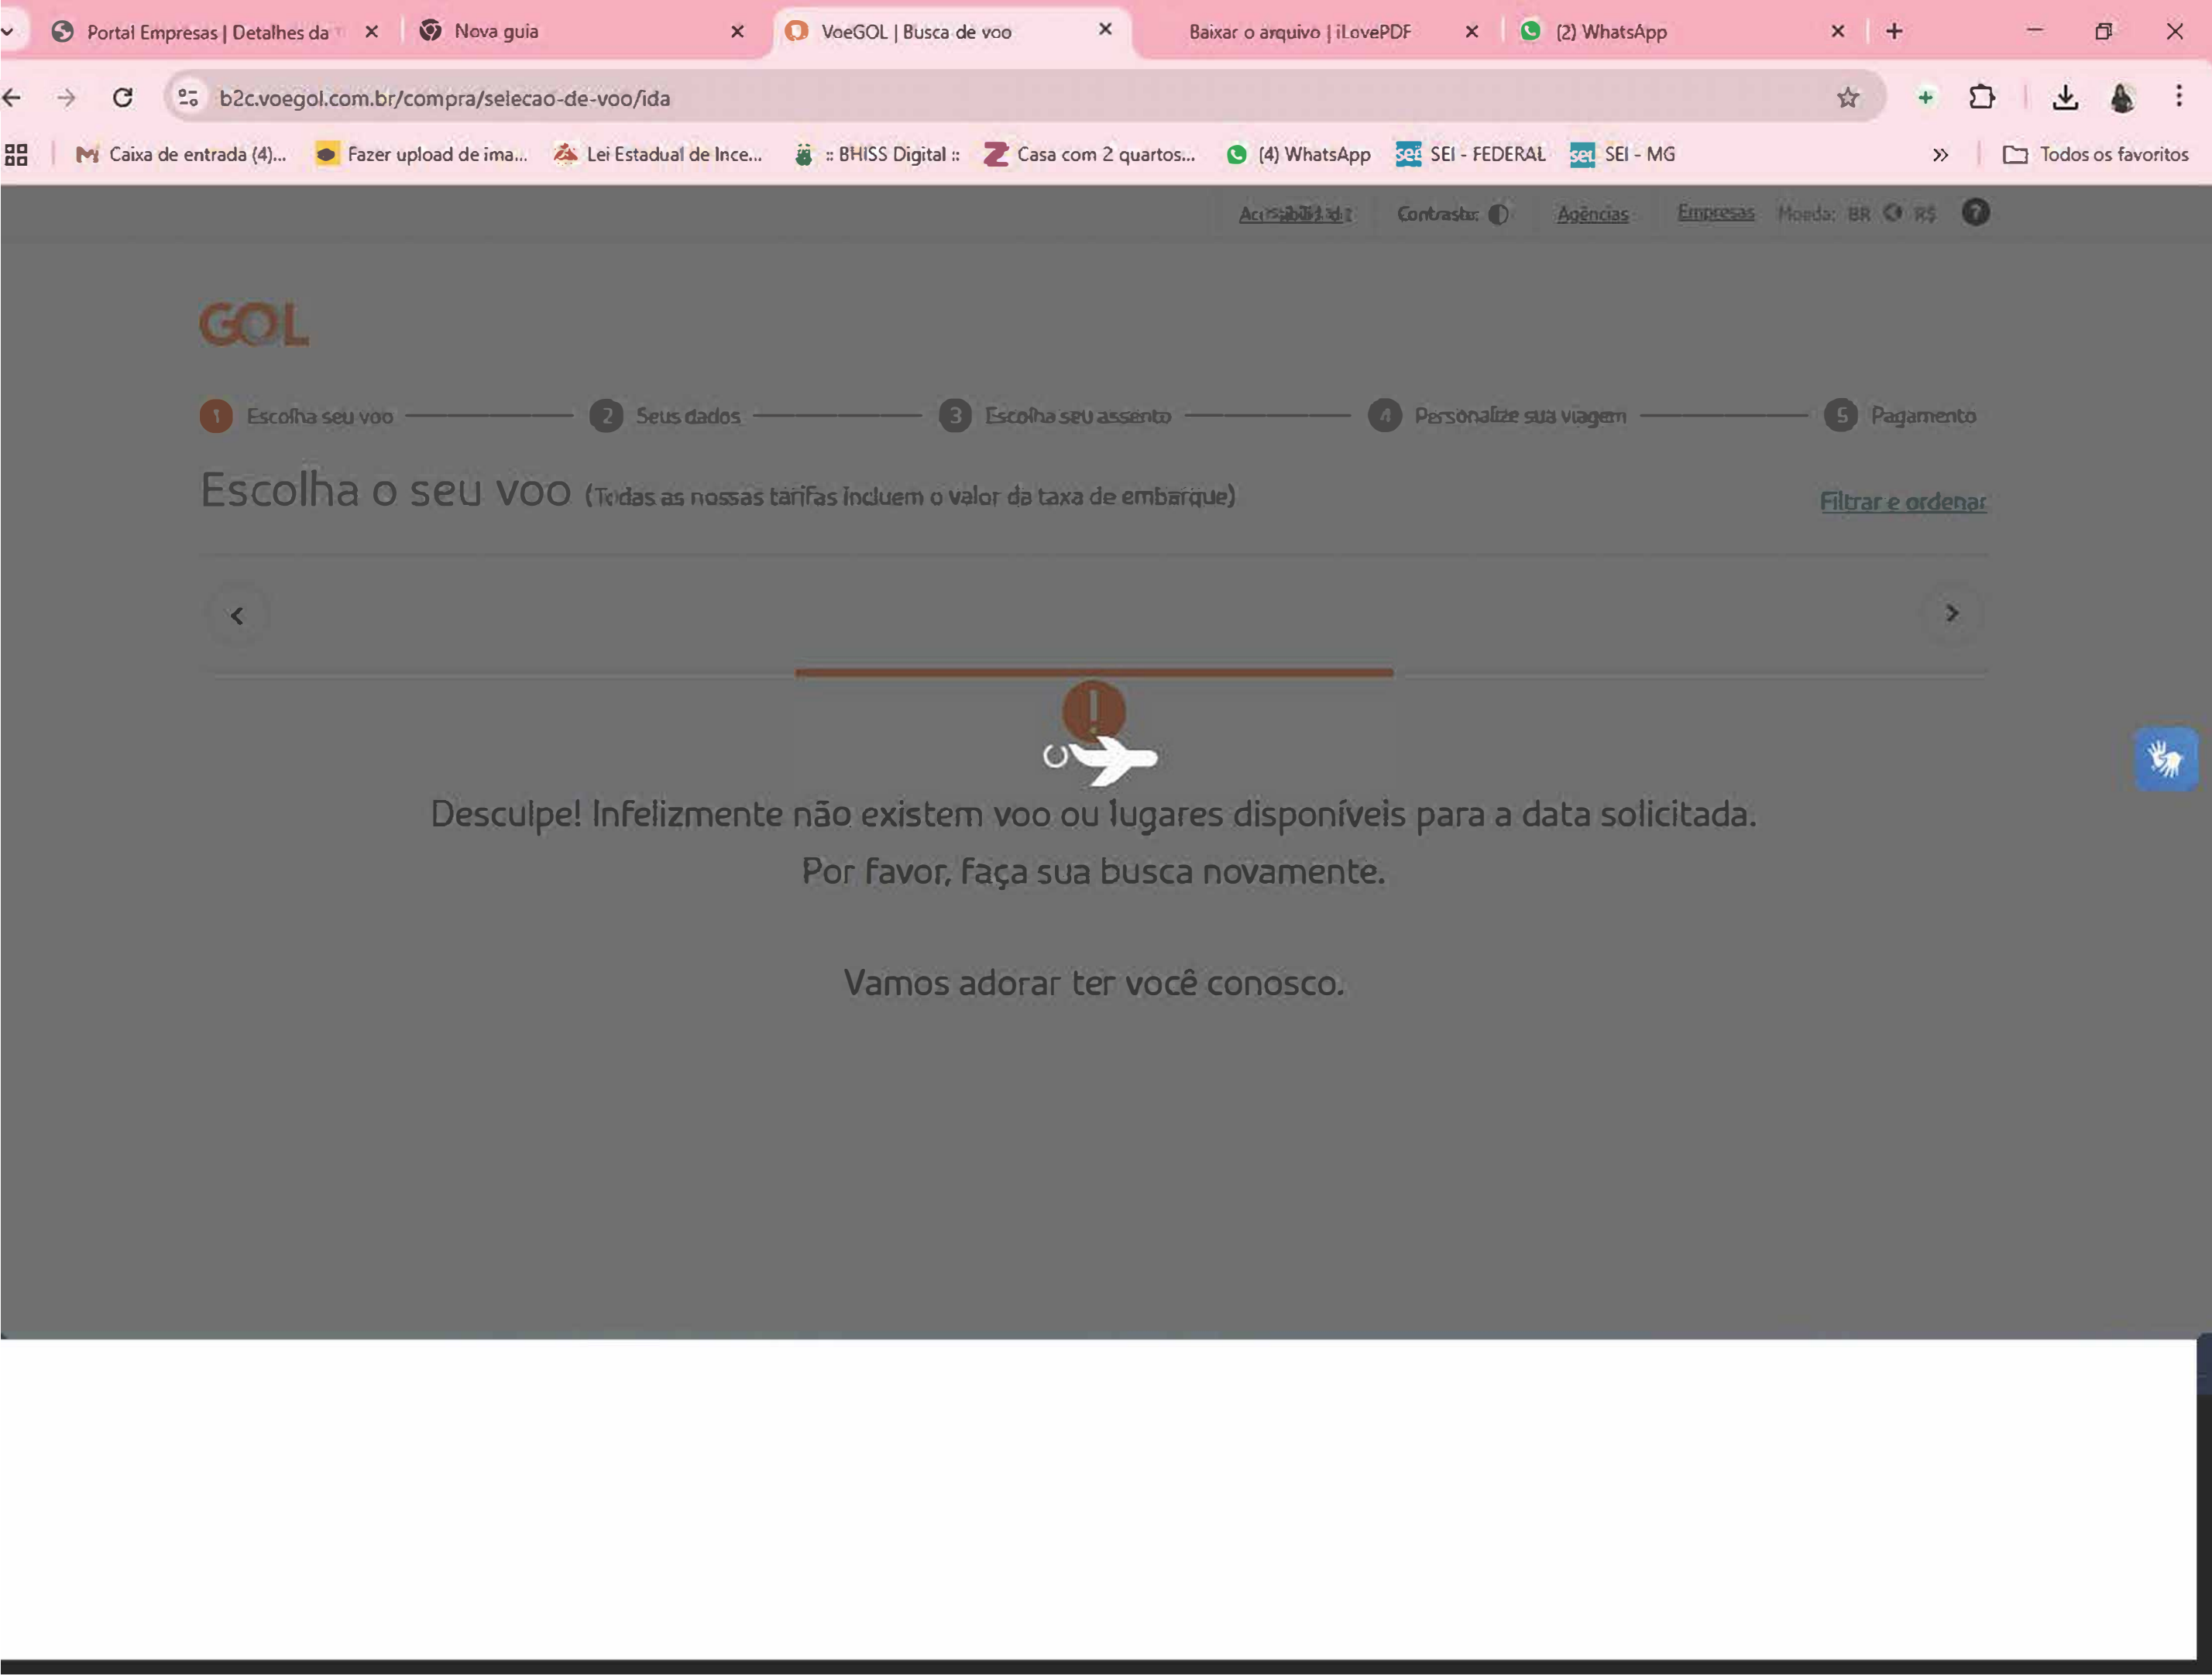 Portal Empresas | Detalhes da
Nova guia
VoeGOL | Busca de voo
Baixar o arquivo | iLovePDF
(2) WhatsApp
b2c.voegol.com.br/compra/selecao-de-voo/ida
Caixa de entrada (4)...
Fazer upload de ima...
Lei Estadual de Ince...
:: BHISS Digital ::
Casa com 2 quartos...
(4) WhatsApp
SEI - FEDERAL
SEI - MG
Todos os favoritos
Contraste:
Agências
Empresas
Moeda: BR R$
GOL
1 Escolha seu voo
2 Seus dados
3 Escolha seu assento
4 Personalize sua viagem
5 Pagamento
Escolha o seu voo (Todas as nossas tarifas incluem o valor da taxa de embarque)
Filtrar e ordenar
Desculpe! Infelizmente não existem voo ou lugares disponíveis para a data solicitada.
Por favor, faça sua busca novamente.
Vamos adorar ter você conosco.